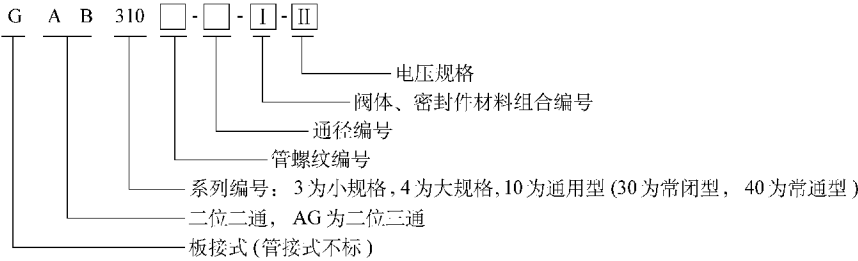 G A B 310 □ - □ - Ⅰ - Ⅱ
电压规格
阀体、密封件材料组合编号
通径编号
管螺纹编号
系列编号：3为小规格，4为大规格，10为通用型(30为常闭型，40为常通型)
二位二通，AG为二位三通
板接式(管接式不标)